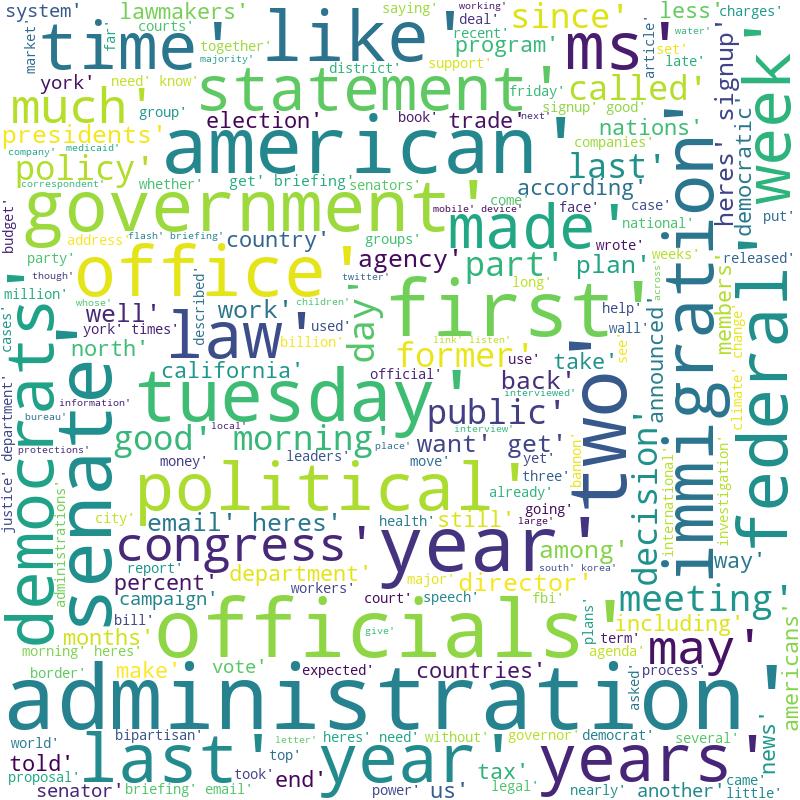 system' lawmakers' saying' working' since' less' charges'
market' far' courts' time' like' together' majority' deal' recent' program' ms' article' set' water' late'
york' need' know' statement' district' support' friday' called' heres' signup' week'
much' group' election' book' trade' next' signup' good' nations'
presidents' company' medicaid' american' companies' democratic'
policy' correspondent' whether' get' briefing' senators' last' according' put'
budget' government' mobile' device' come' made' face' case' national' immigration'
address' flash' briefing' country' groups' wrote' released'
party' though' office' agency' part' plan' weeks' across' members' federal'
million' whose' described' children' twitter' long' help'
cases' well' work' day' first' wall' announced' change'
york' times' used' law' billion' link' listen' see' climate'
north' former' use' take'
democrats' senate' california' official' back' interviewed' two'
justice' department' information' tuesday' public'
bureau' local' good' morning' interview' want' get' decision'
protections' money' leaders' place' move' yet' three' bannon' international' investigation'
political' already' going'
administrations' city' email' heres' health' still' large'
congress' year' among' way'
report' percent' department' workers' major' director' south' korea'
campaign' court' speech' fbi' plans' meeting'
bill' officials' give' including' americans'
months' term' may'
morning' heres' agenda'
border' make' vote' expected' countries' asked' process'
administration'
world' bipartisan' letter' heres' need' without' governor' democrat' several' news'
told' last' year' years'
proposal' took' top' end' tax' legal' came'
senator' briefing' email' power' us' nearly' another' little'